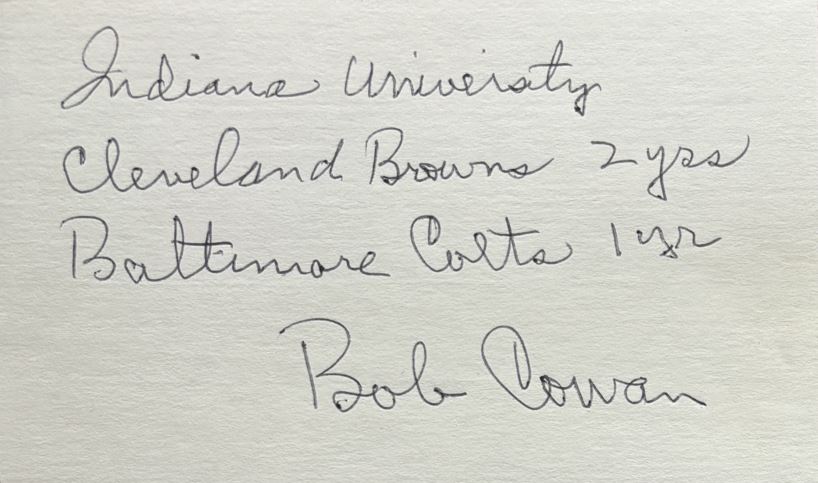 Indiana University
Cleveland Browns 2 yrs
Baltimore Colts 1 yr
Bob Cowan